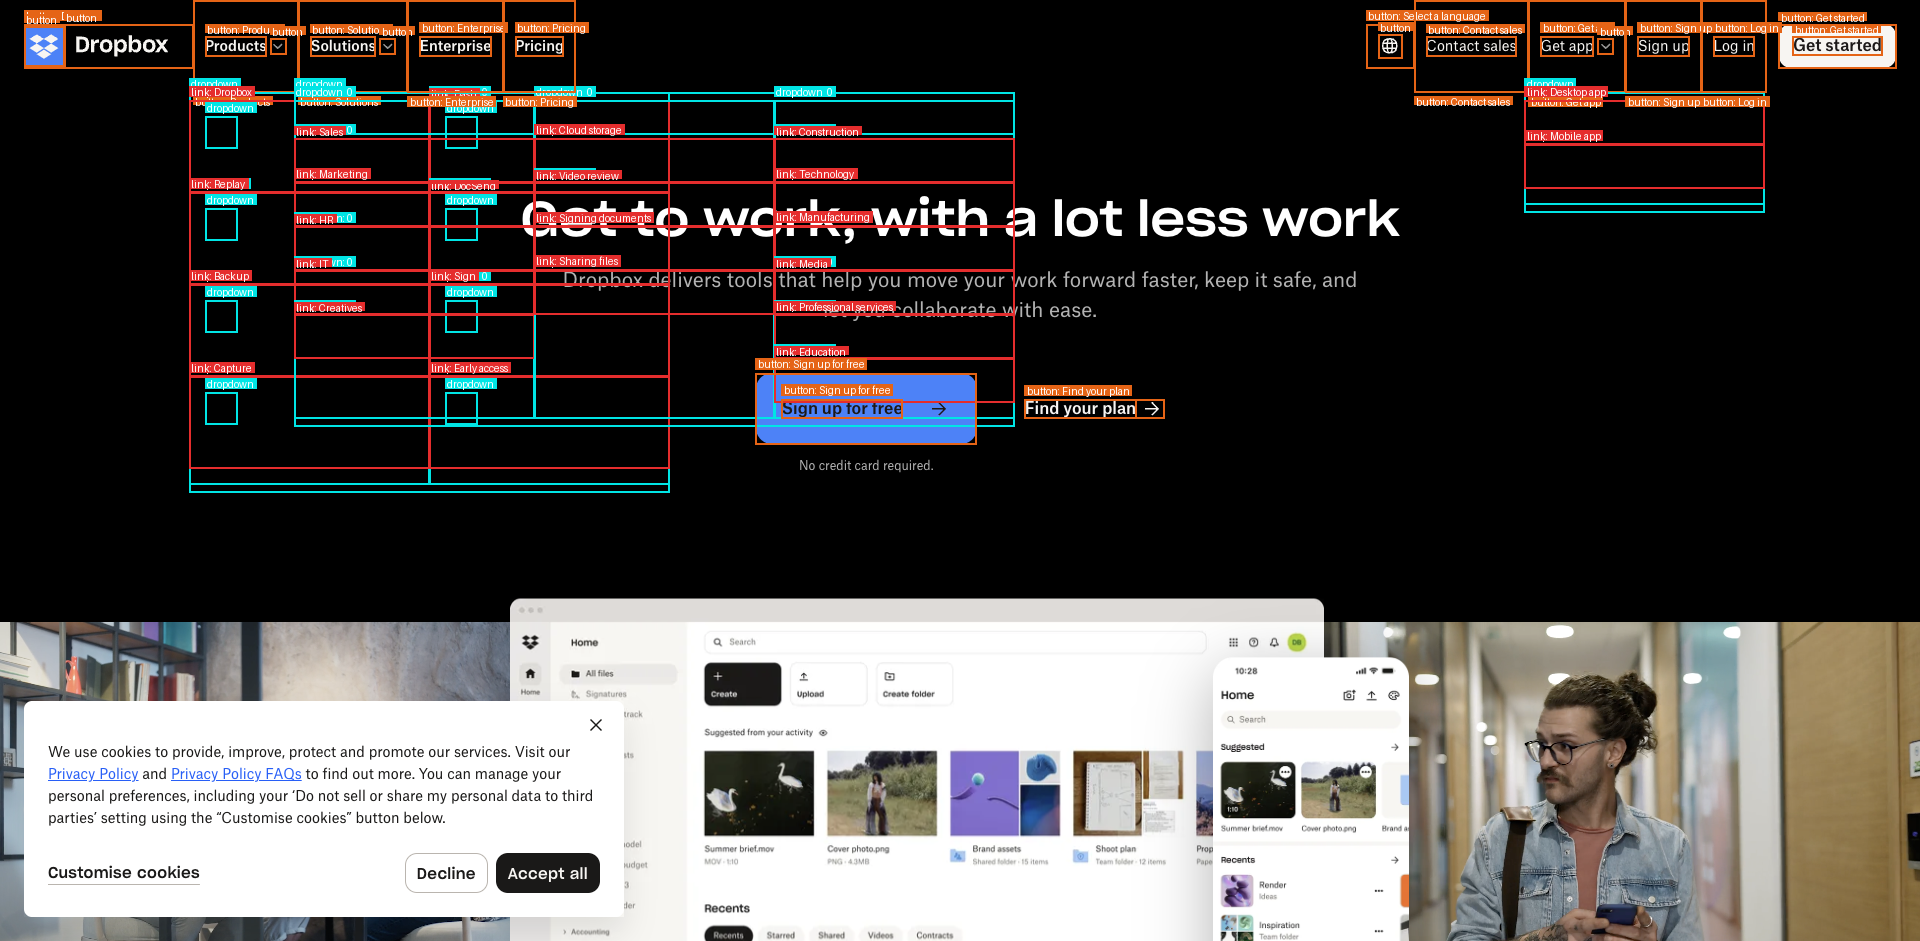 button button
Dropbox
button: Products button
Products
button: Solutions button
Solutions
button: Enterprise
Enterprise
button: Pricing
Pricing
button: Select a language
button
button: Contact sales
Contact sales
button: Get app button
Get app
button: Sign up button: Log in
Sign up
Log in
button: Get started
button: Get started
Get started
dropdown dropdown
link: Dropbox dropdown: 0 dropdown: 0 dropdown: 0
button: Solutions button: Enterprise button: Pricing
button: Contact sales
dropdown
link: Desktop app
button: Get app button: Sign up button: Log in
dropdown dropdown
link: Sales
link: Cloud storage
link: Construction
link: Mobile app
link: Marketing
link: Video review
link: Technology
link: Replay
link: DocSend
dropdown dropdown
link: HR
link: Signing documents
link: Manufacturing
Get to work, with a lot less work
link: IT
link: Sharing files
link: Media
link: Backup
link: Sign
Dropbox delivers tools that help you move your work forward faster, keep it safe, and
let you collaborate with ease.
dropdown dropdown
link: Creatives
link: Professional services
link: Education
link: Capture
link: Early access
dropdown dropdown
button: Sign up for free
button: Sign up for free
Sign up for free
button: Find your plan
Find your plan
No credit card required.
Home
Search
DB
All files
Home
Signatures
Create
Upload
Create folder
Suggested from your activity
Summer brief.mov
MOV · 1:10
Cover photo.png
PNG · 4.3MB
Brand assets
Shared folder · 15 items
Shoot plan
Team folder · 12 items
Recents
Recents
Starred
Shared
Videos
Contracts
Accounting
10:28
Home
Search
Suggested
1:10
Summer brief.mov
Cover photo.png
Recents
Render
Ideas
Inspiration
Team folder
We use cookies to provide, improve, protect and promote our services. Visit our
Privacy Policy and Privacy Policy FAQs to find out more. You can manage your
personal preferences, including your ‘Do not sell or share my personal data to third
parties’ setting using the “Customise cookies” button below.
Customise cookies
Decline
Accept all